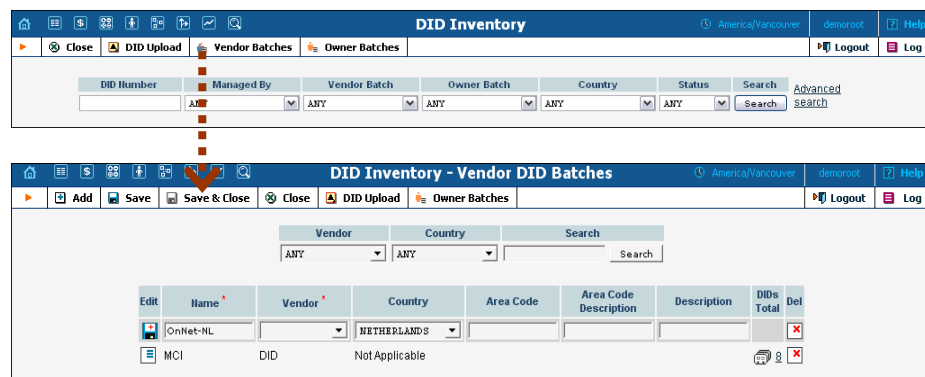 DID Inventory America/Vancouver demoroot Help
Close DID Upload Vendor Batches Owner Batches Logout Log
DID Number Managed By Vendor Batch Owner Batch Country Status Search Advanced search
ANY ANY ANY ANY ANY Search
DID Inventory - Vendor DID Batches America/Vancouver demoroot Help
Add Save Save & Close Close DID Upload Owner Batches Logout Log
Vendor Country Search
ANY ANY Search
Edit Name * Vendor * Country Area Code Area Code Description Description DIDs Total Del
OnNet-NL NETHERLANDS
MCI DID Not Applicable 8